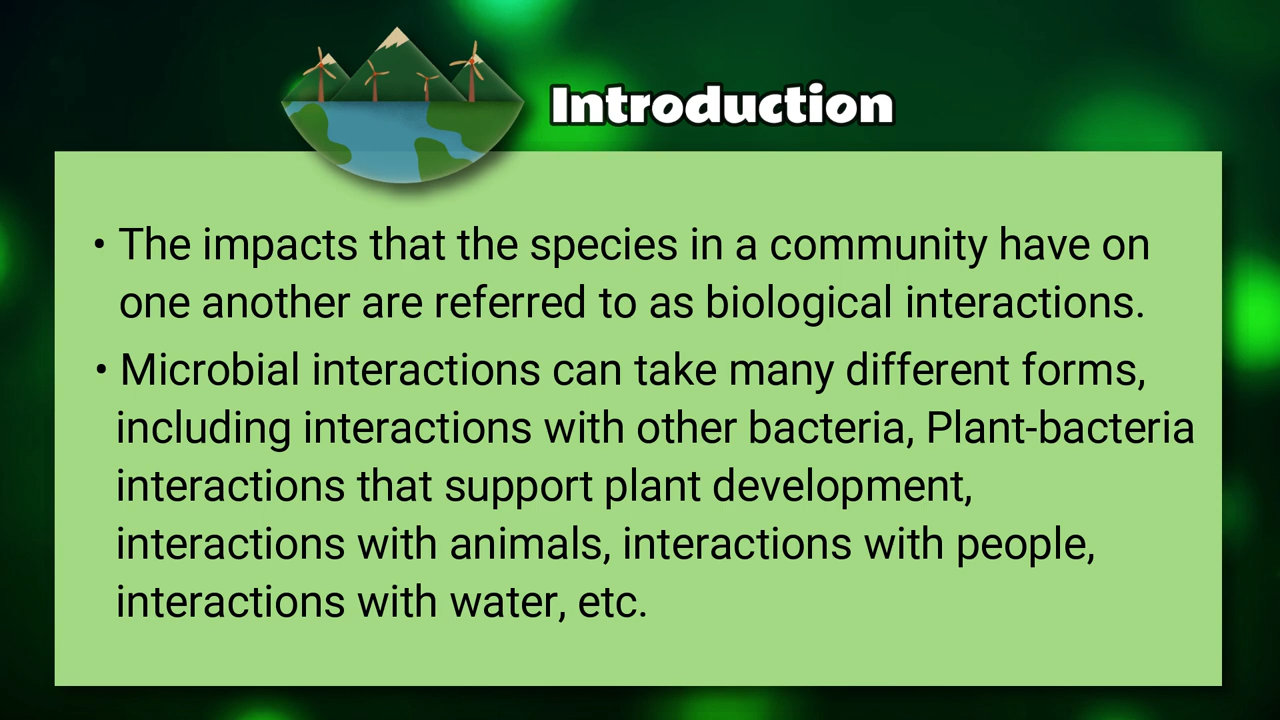 Introduction
• The impacts that the species in a community have on
one another are referred to as biological interactions.
• Microbial interactions can take many different forms,
including interactions with other bacteria, Plant-bacteria
interactions that support plant development,
interactions with animals, interactions with people,
interactions with water, etc.